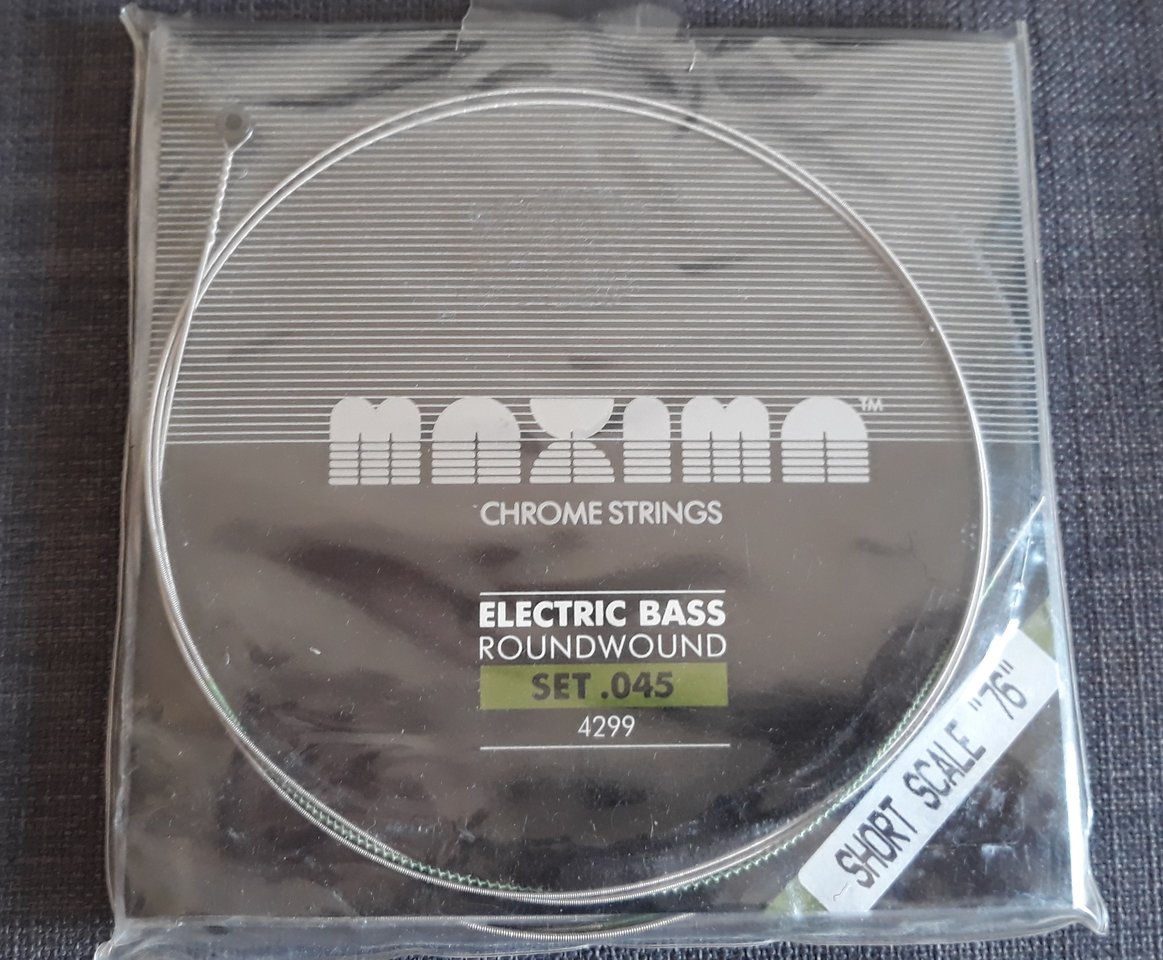 MAXIMA™
CHROME STRINGS
ELECTRIC BASS
ROUNDWOUND
SET .045
4299
SHORT SCALE "76"